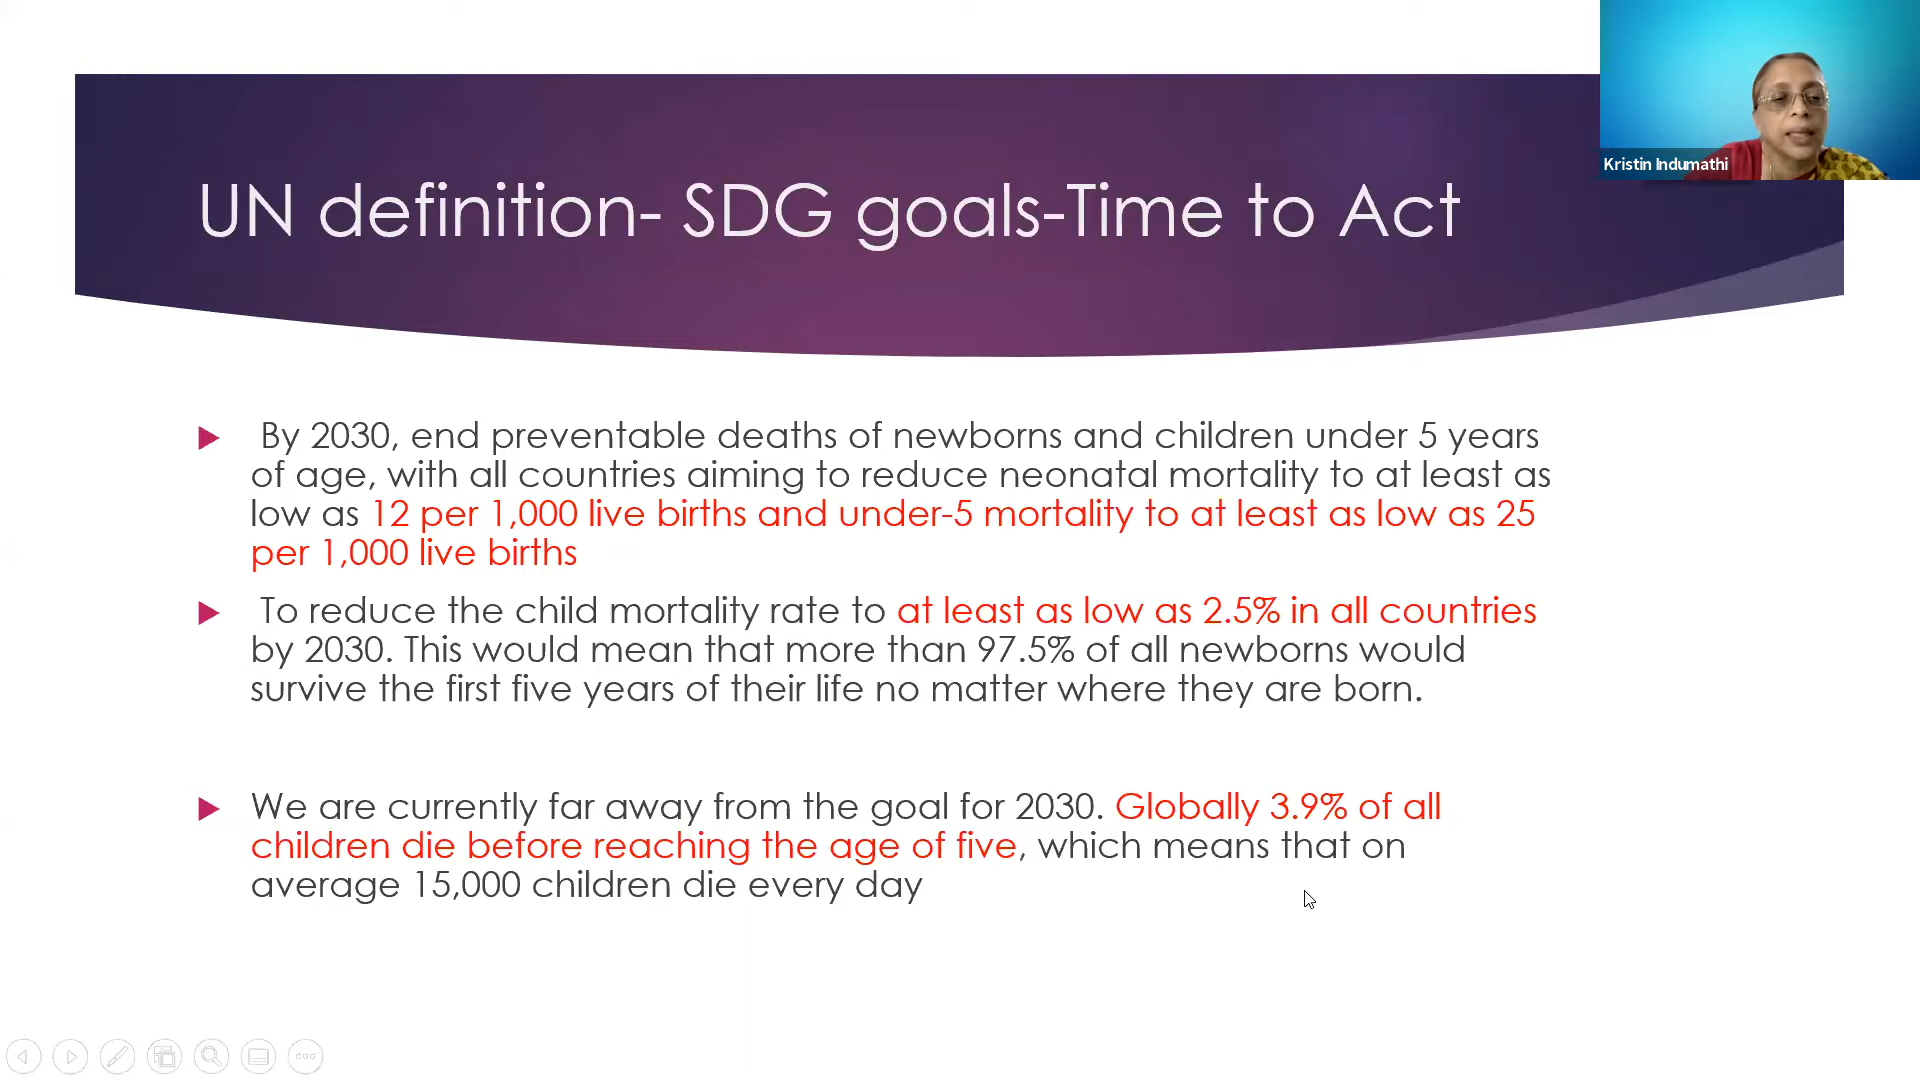 Kristin Indumathi
UN definition- SDG goals-Time to Act
By 2030, end preventable deaths of newborns and children under 5 years
of age, with all countries aiming to reduce neonatal mortality to at least as
low as 12 per 1,000 live births and under-5 mortality to at least as low as 25
per 1,000 live births
To reduce the child mortality rate to at least as low as 2.5% in all countries
by 2030. This would mean that more than 97.5% of all newborns would
survive the first five years of their life no matter where they are born.
We are currently far away from the goal for 2030. Globally 3.9% of all
children die before reaching the age of five, which means that on
average 15,000 children die every day